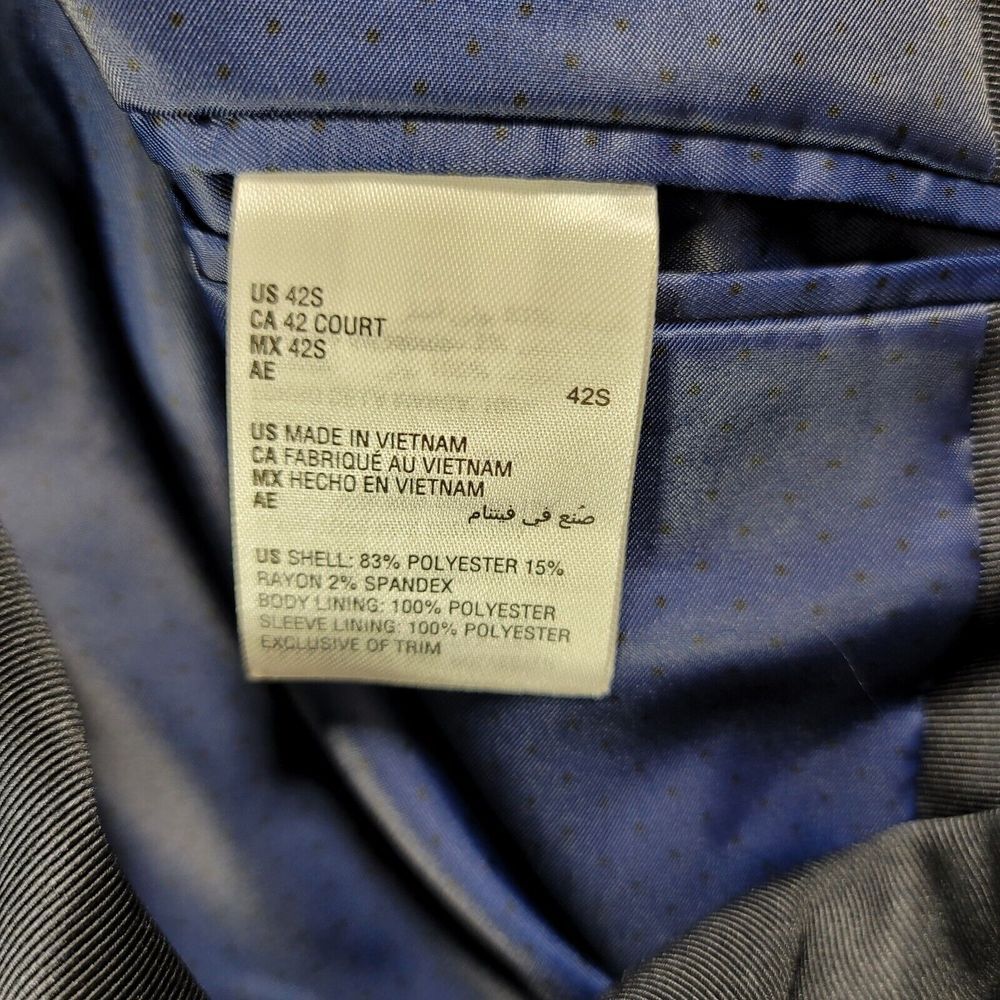 US 42S
CA 42 COURT
MX 42S
AE
42S
US MADE IN VIETNAM
CA FABRIQUÉ AU VIETNAM
MX HECHO EN VIETNAM
AE
صُنع في فيتنام
US SHELL: 83% POLYESTER 15%
RAYON 2% SPANDEX
BODY LINING: 100% POLYESTER
SLEEVE LINING: 100% POLYESTER
EXCLUSIVE OF TRIM